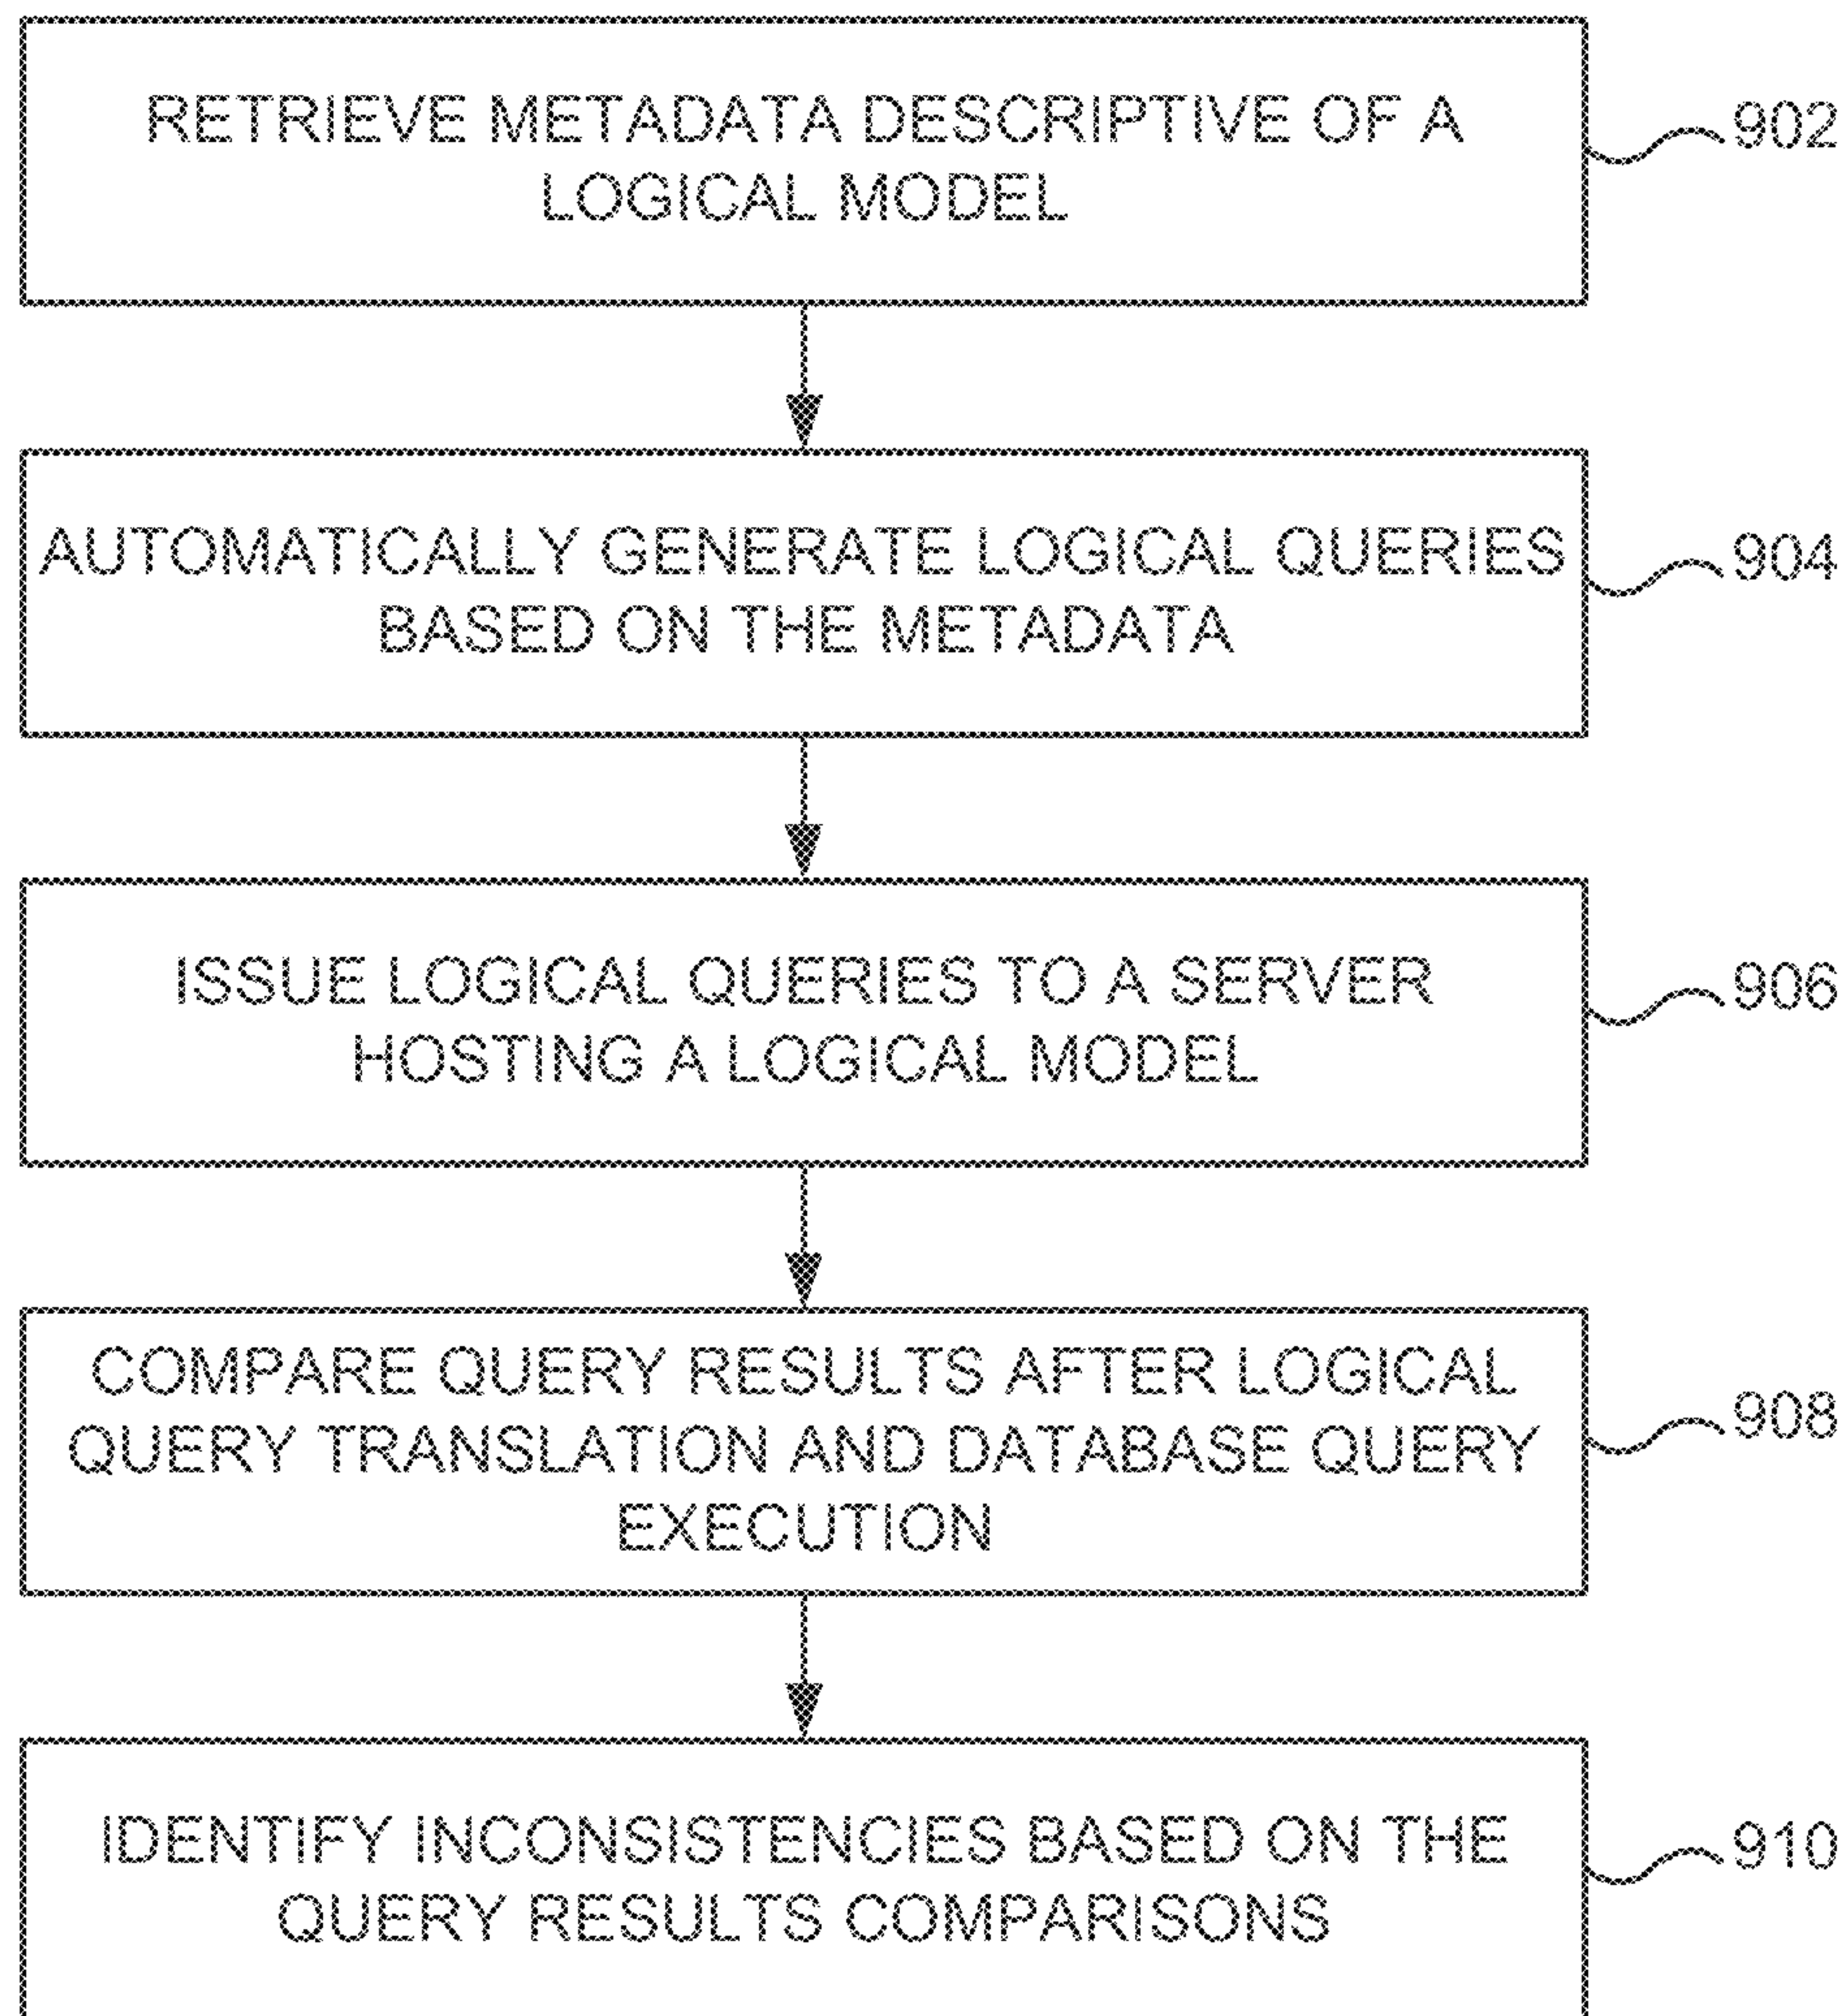 RETRIEVE METADATA DESCRIPTIVE OF A
LOGICAL MODEL
902
AUTOMATICALLY GENERATE LOGICAL QUERIES
BASED ON THE METADATA
904
ISSUE LOGICAL QUERIES TO A SERVER
HOSTING A LOGICAL MODEL
906
COMPARE QUERY RESULTS AFTER LOGICAL
QUERY TRANSLATION AND DATABASE QUERY
EXECUTION
908
IDENTIFY INCONSISTENCIES BASED ON THE
QUERY RESULTS COMPARISONS
910